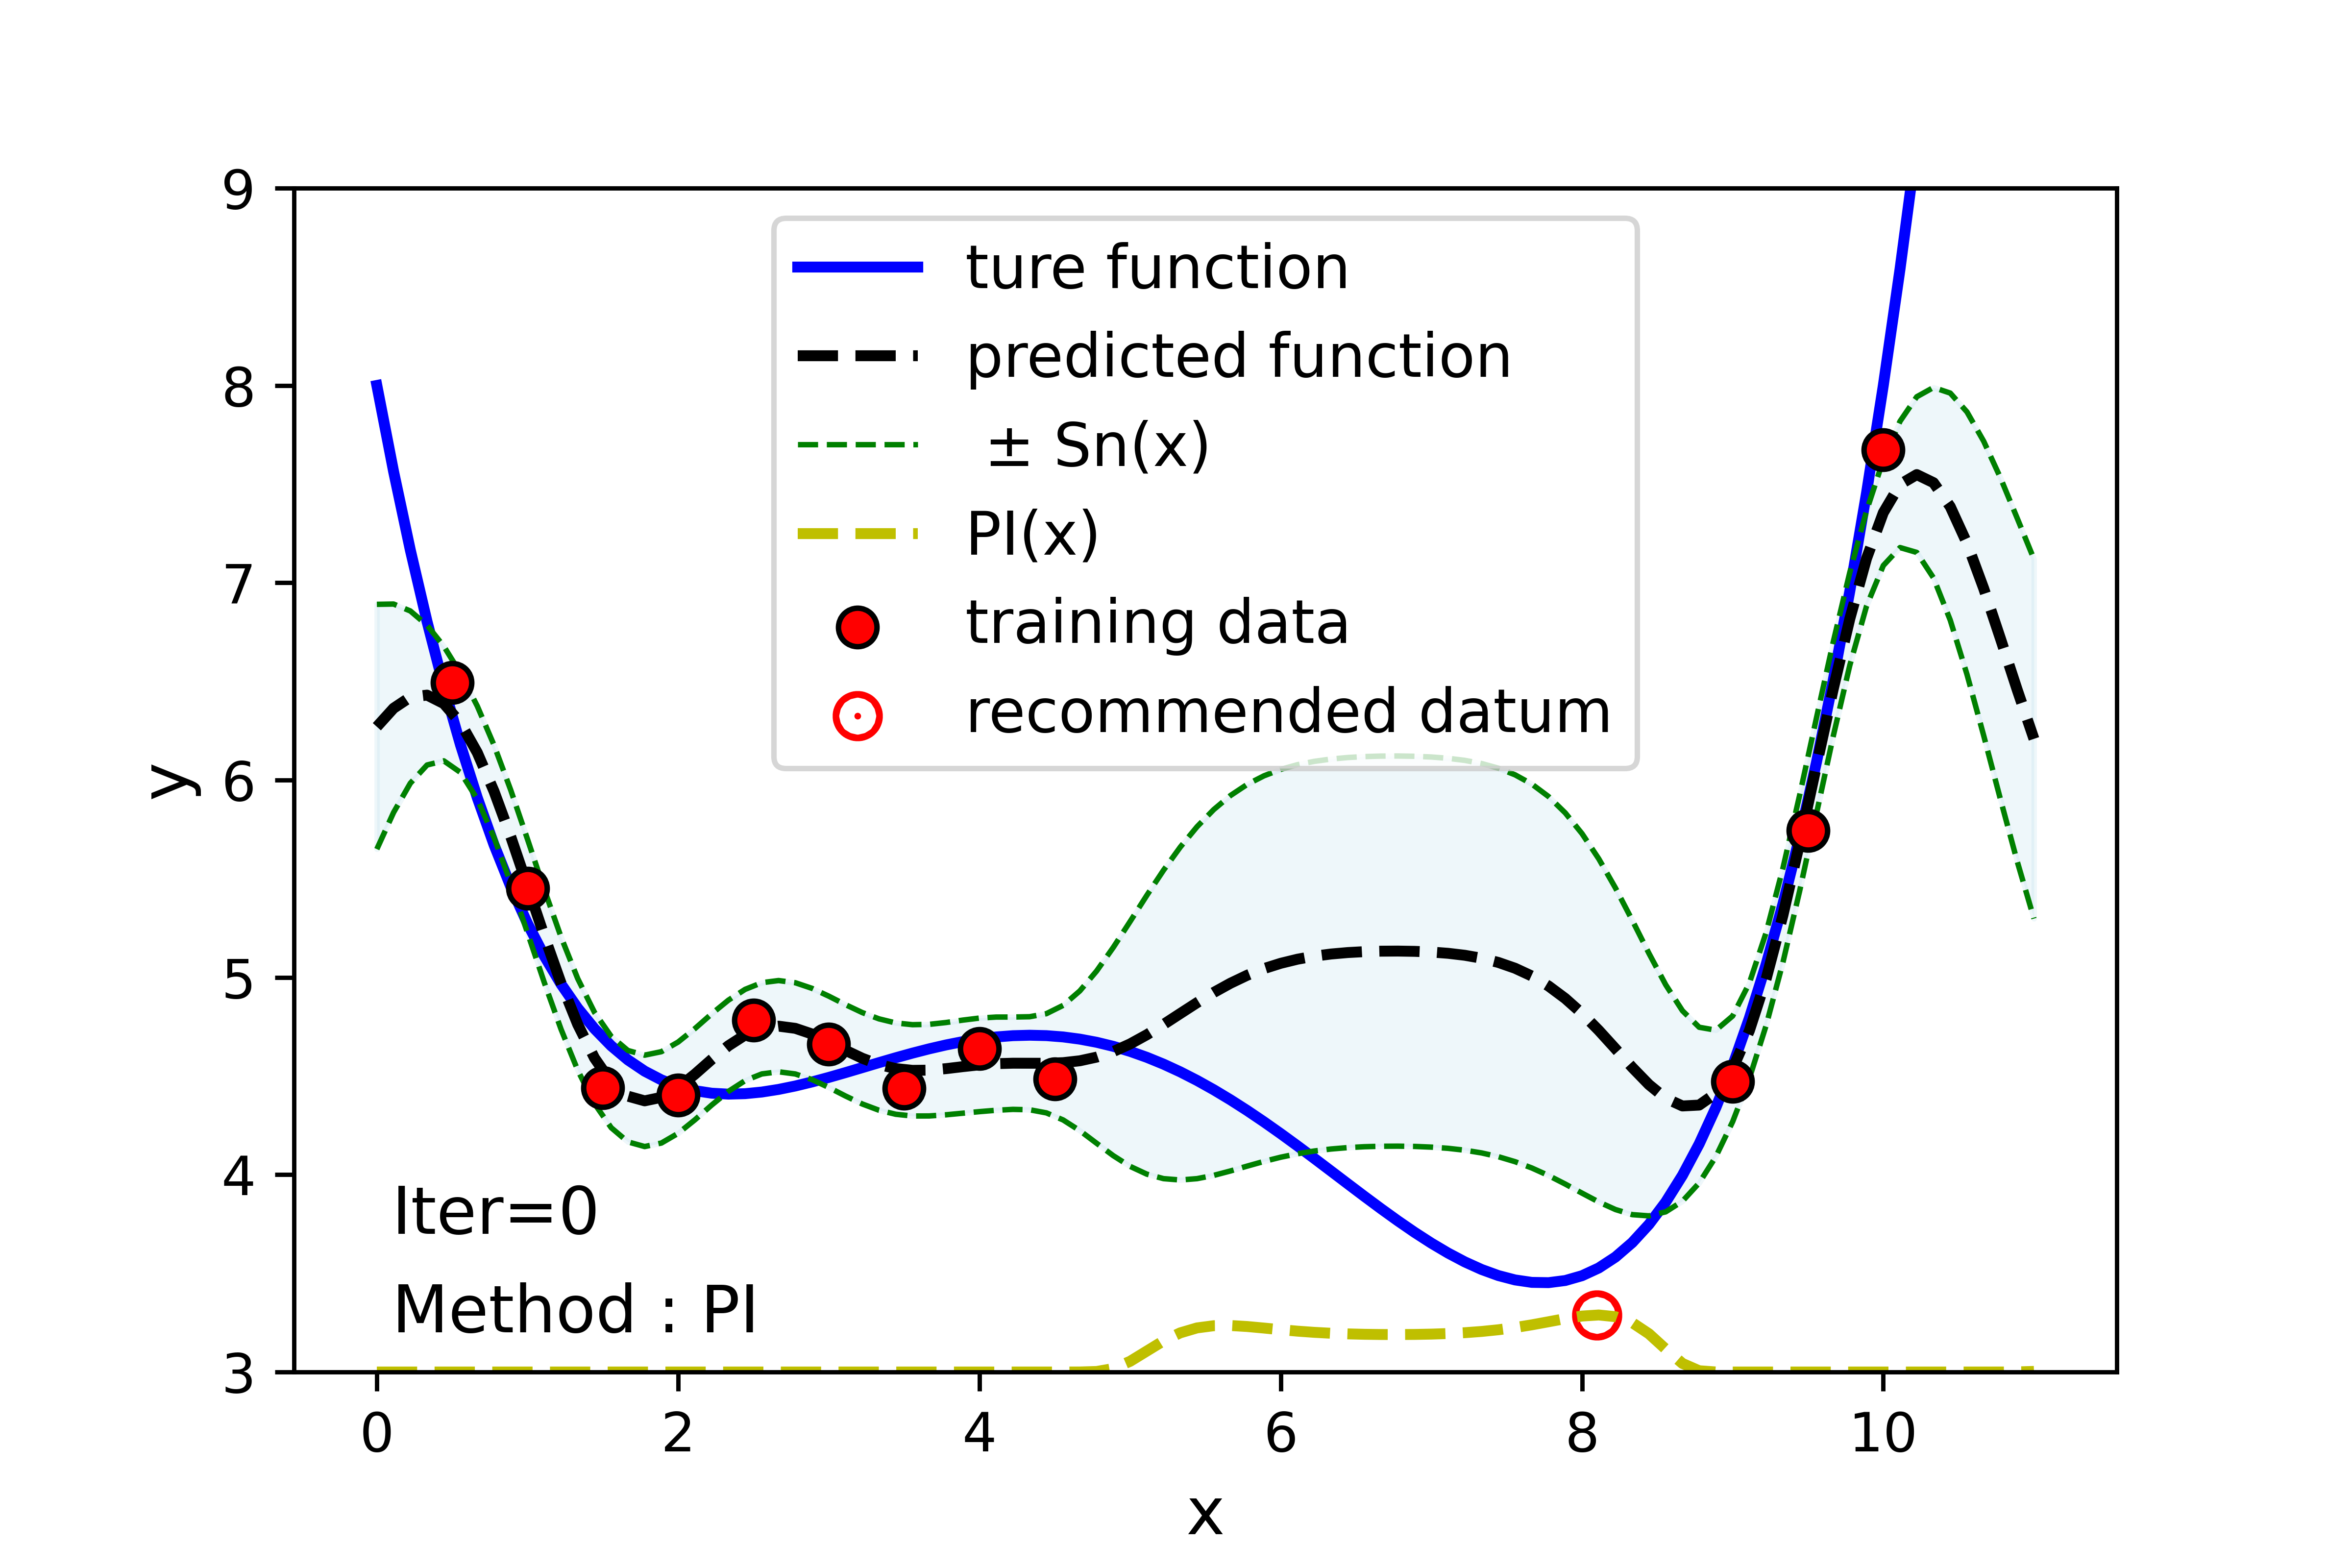 9
8
7
6
5
4
3
y
ture function
predicted function
± Sn(x)
PI(x)
training data
recommended datum
Iter=0
Method : PI
0 2 4 6 8 10
x